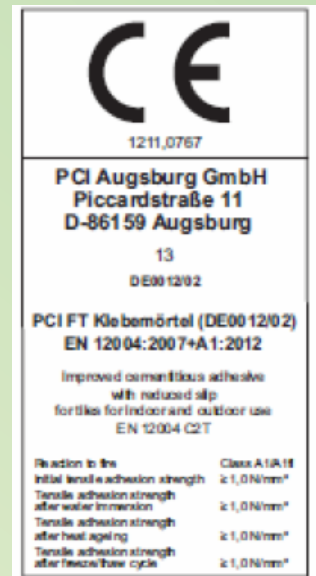 CE
1211,0767
PCI Augsburg GmbH
Piccardstraße 11
D-86159 Augsburg
13
DE0012/02
PCI FT Klebemörtel (DE0012/02)
EN 12004:2007+A1:2012
Improved cementitious adhesive
with reduced slip
for tiles for indoor and outdoor use
EN 12004 C2T
Reaction to fire Class A1/A1fl
Initial tensile adhesion strength ≥ 1,0 N/mm²
Tensile adhesion strength
after water immersion ≥ 1,0 N/mm²
Tensile adhesion strength
after heat ageing ≥ 1,0 N/mm²
Tensile adhesion strength
after freeze/thaw cycle ≥ 1,0 N/mm²